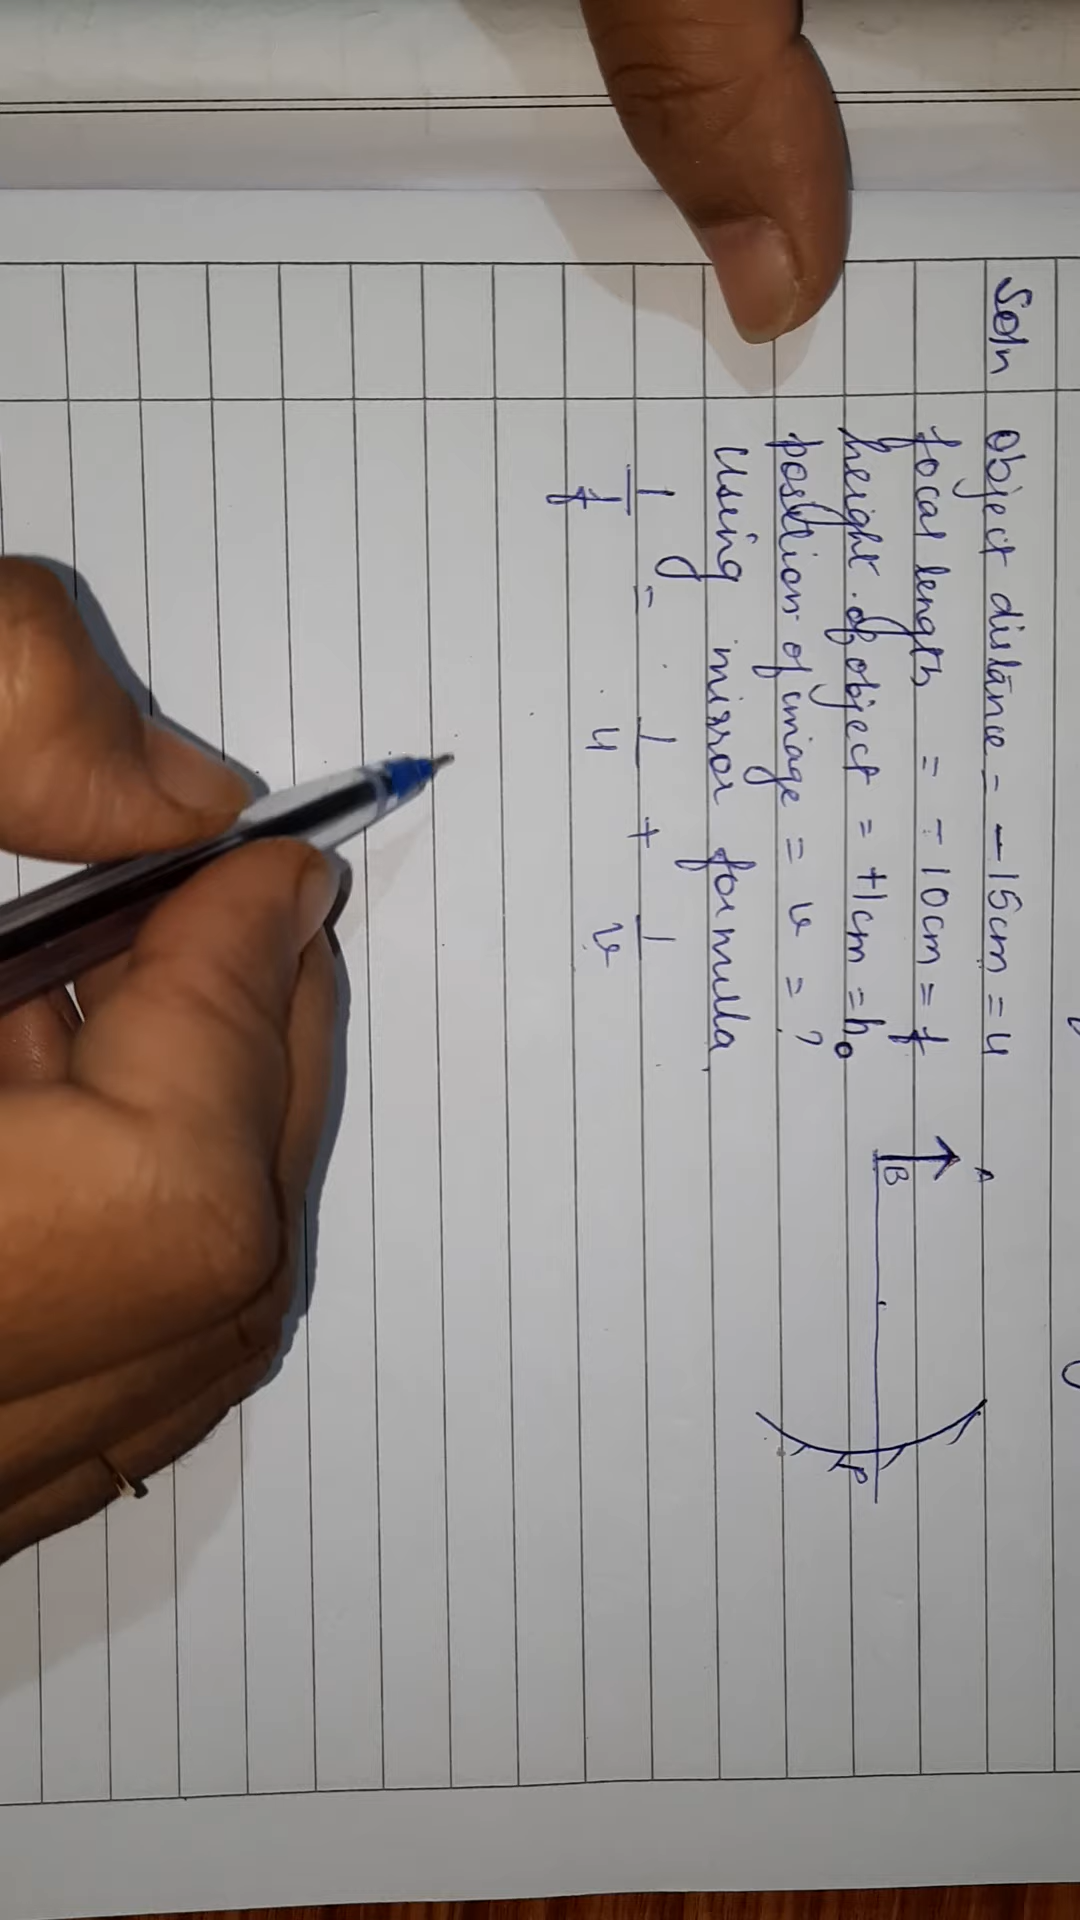 Soln object distance = -15cm = u
focal length = -10cm = f
height of object = +1cm = ho
position of image = v = ?
Using mirror formula
1/f = 1/u + 1/v
A
B
P